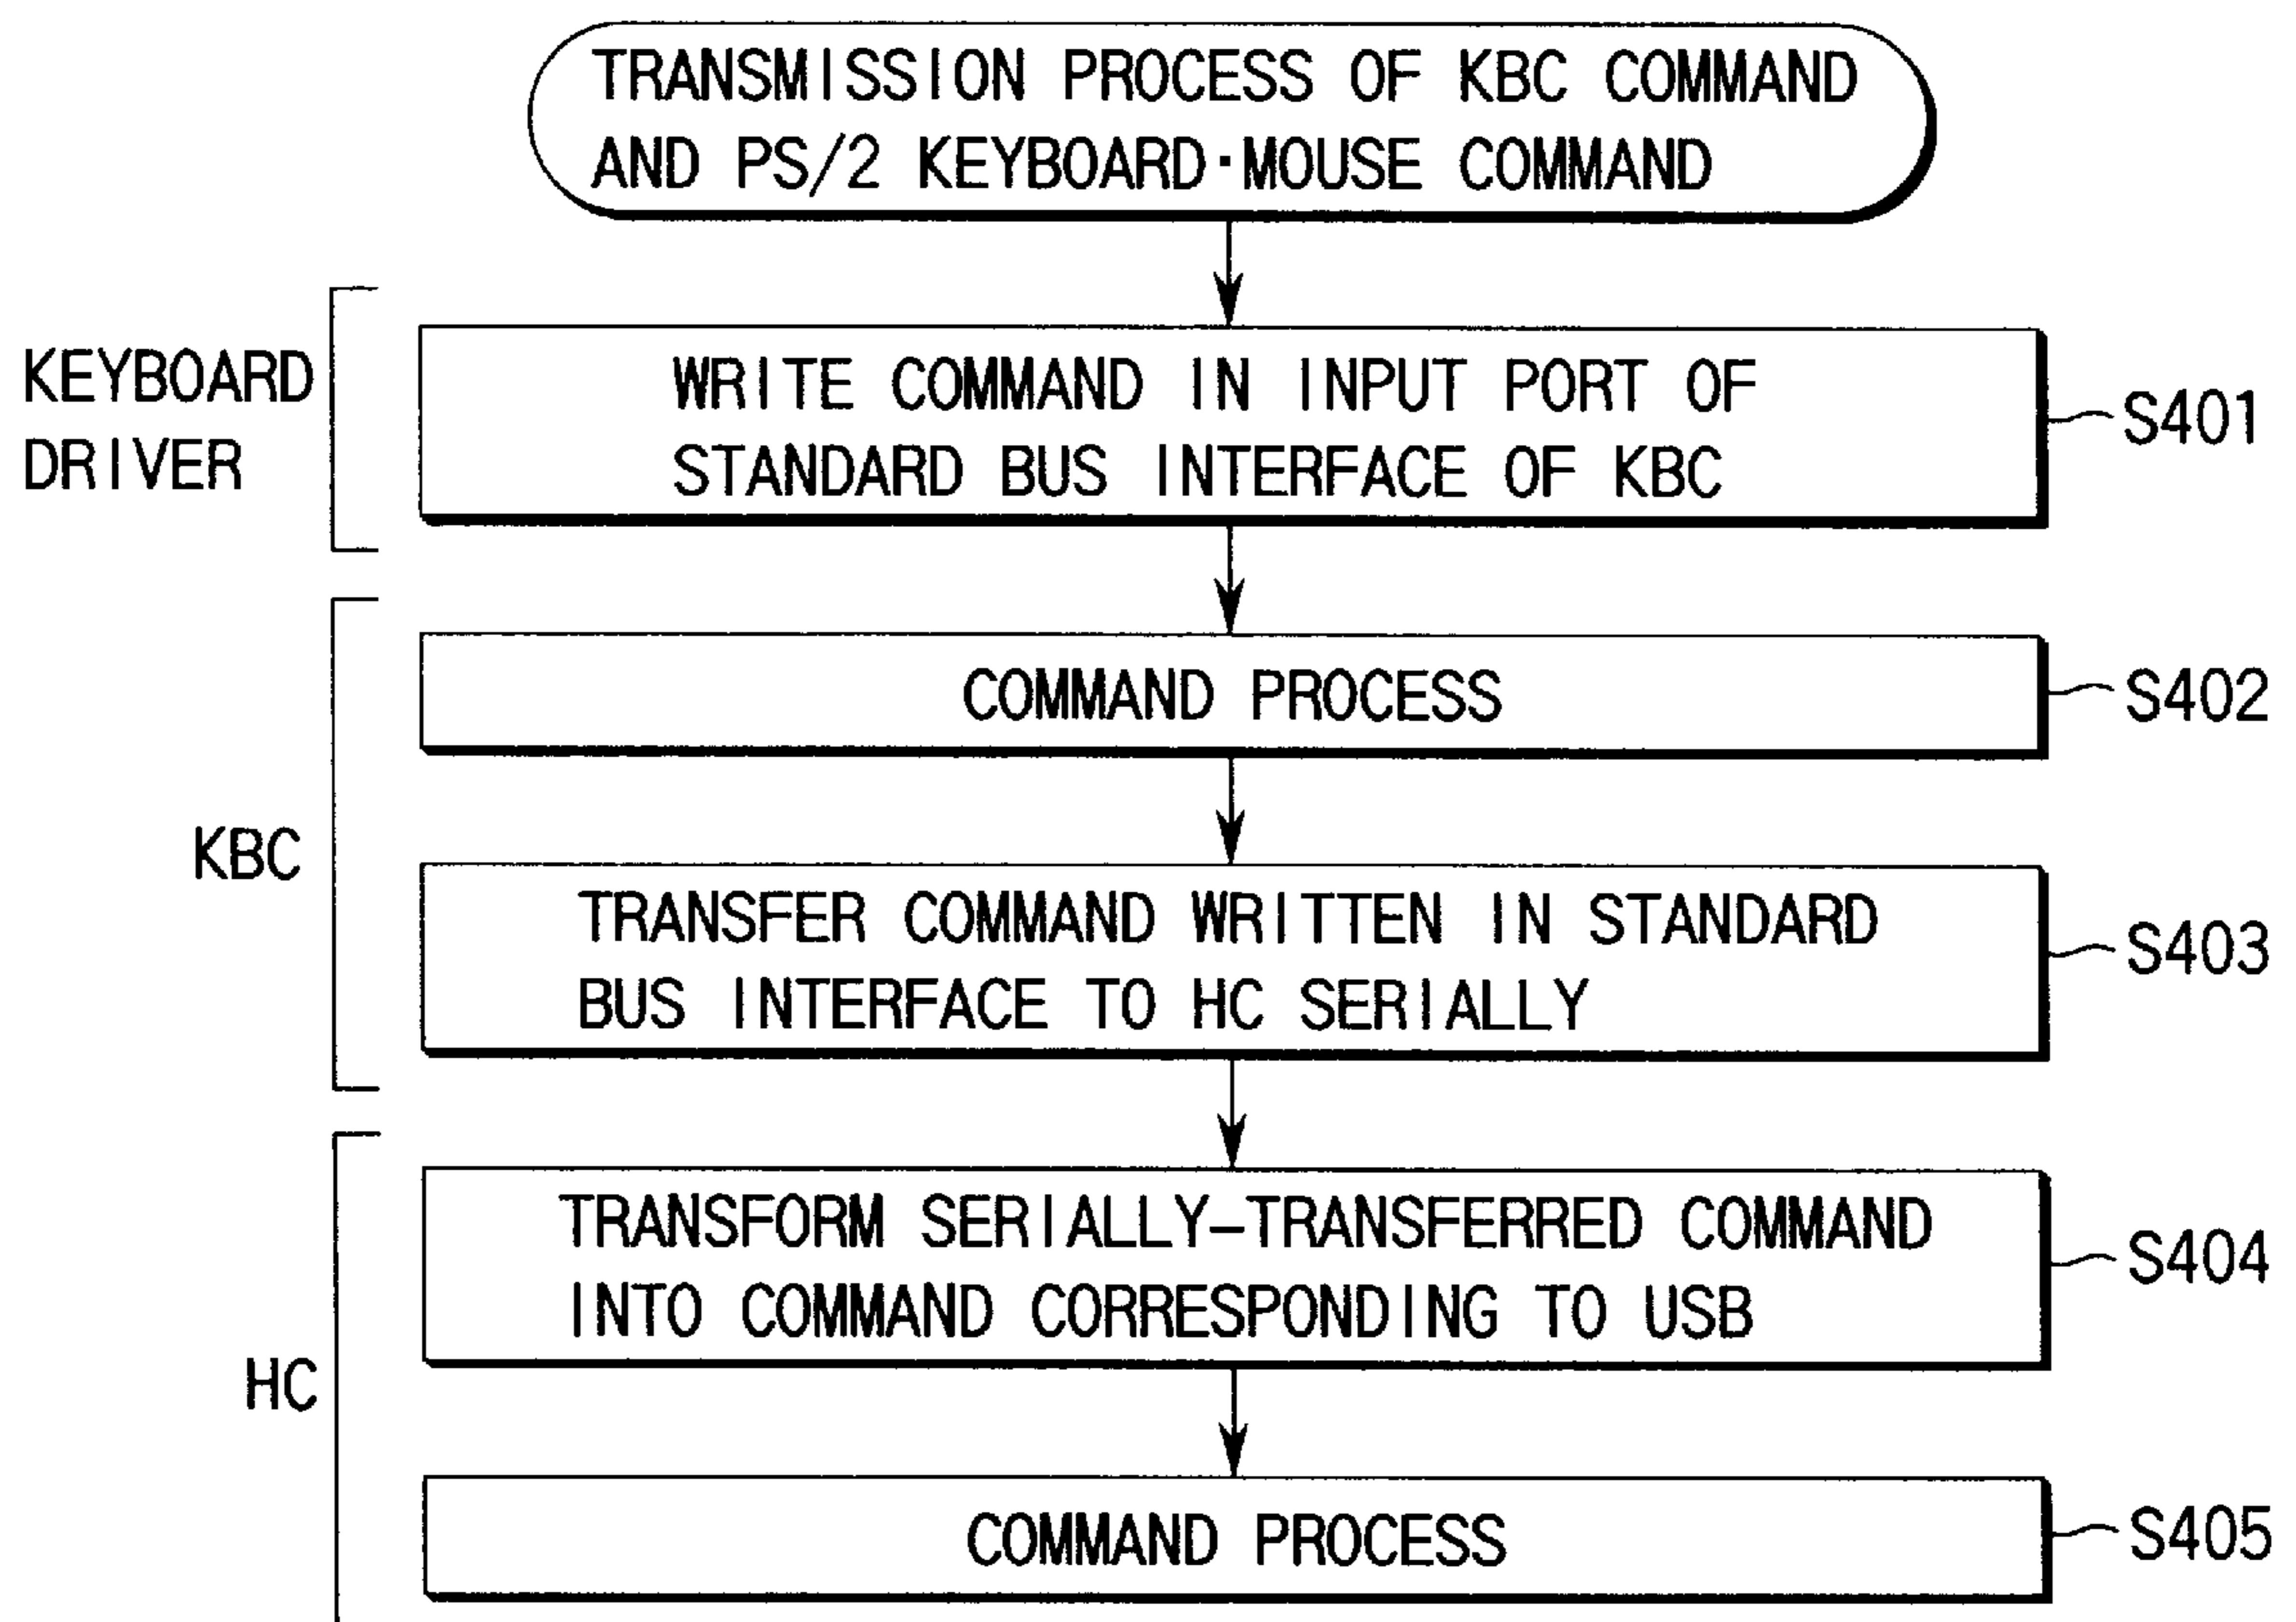 TRANSMISSION PROCESS OF KBC COMMAND
AND PS/2 KEYBOARD·MOUSE COMMAND
KEYBOARD
DRIVER
WRITE COMMAND IN INPUT PORT OF
STANDARD BUS INTERFACE OF KBC
S401
KBC
COMMAND PROCESS
S402
TRANSFER COMMAND WRITTEN IN STANDARD
BUS INTERFACE TO HC SERIALLY
S403
HC
TRANSFORM SERIALLY-TRANSFERRED COMMAND
INTO COMMAND CORRESPONDING TO USB
S404
COMMAND PROCESS
S405